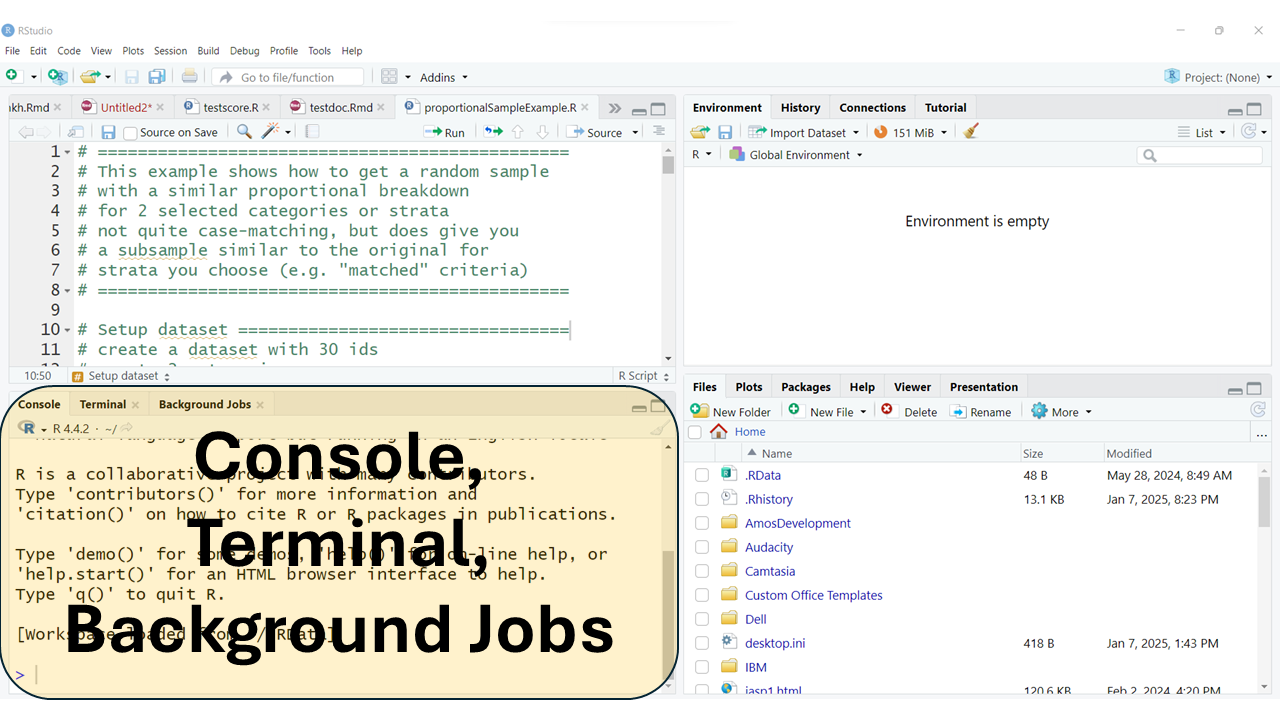 RStudio
File Edit Code View Plots Session Build Debug Profile Tools Help
Go to file/function Addins Project: (None)
kh.Rmd Untitled2* testscore.R testdoc.Rmd proportionalSampleExample.R
Source on Save Run Source
1 # ===============================================
2 # This example shows how to get a random sample
3 # with a similar proportional breakdown
4 # for 2 selected categories or strata
5 # not quite case-matching, but does give you
6 # a subsample similar to the original for
7 # strata you choose (e.g. "matched" criteria)
8 # ===============================================
9
10 # Setup dataset =================================
11 # create a dataset with 30 ids
10:50 Setup dataset R Script
Console Terminal Background Jobs
R 4.4.2 · ~/
R is a collaborative project with many contributors.
Type 'contributors()' for more information and
'citation()' on how to cite R or R packages in publications.
Type 'demo()' for some demos, 'help()' for on-line help, or
'help.start()' for an HTML browser interface to help.
Type 'q()' to quit R.
[Workspace loaded from ~/.RData]
>
Console,
Terminal,
Background Jobs
Environment History Connections Tutorial
Import Dataset 151 MiB List
R Global Environment
Environment is empty
Files Plots Packages Help Viewer Presentation
New Folder New File Delete Rename More
Home ...
Name Size Modified
.RData 48 B May 28, 2024, 8:49 AM
.Rhistory 13.1 KB Jan 7, 2025, 8:23 PM
AmosDevelopment
Audacity
Camtasia
Custom Office Templates
Dell
desktop.ini 418 B Jan 7, 2025, 1:43 PM
IBM
jasp1.html 120.6 KB Feb 2, 2024, 4:20 PM